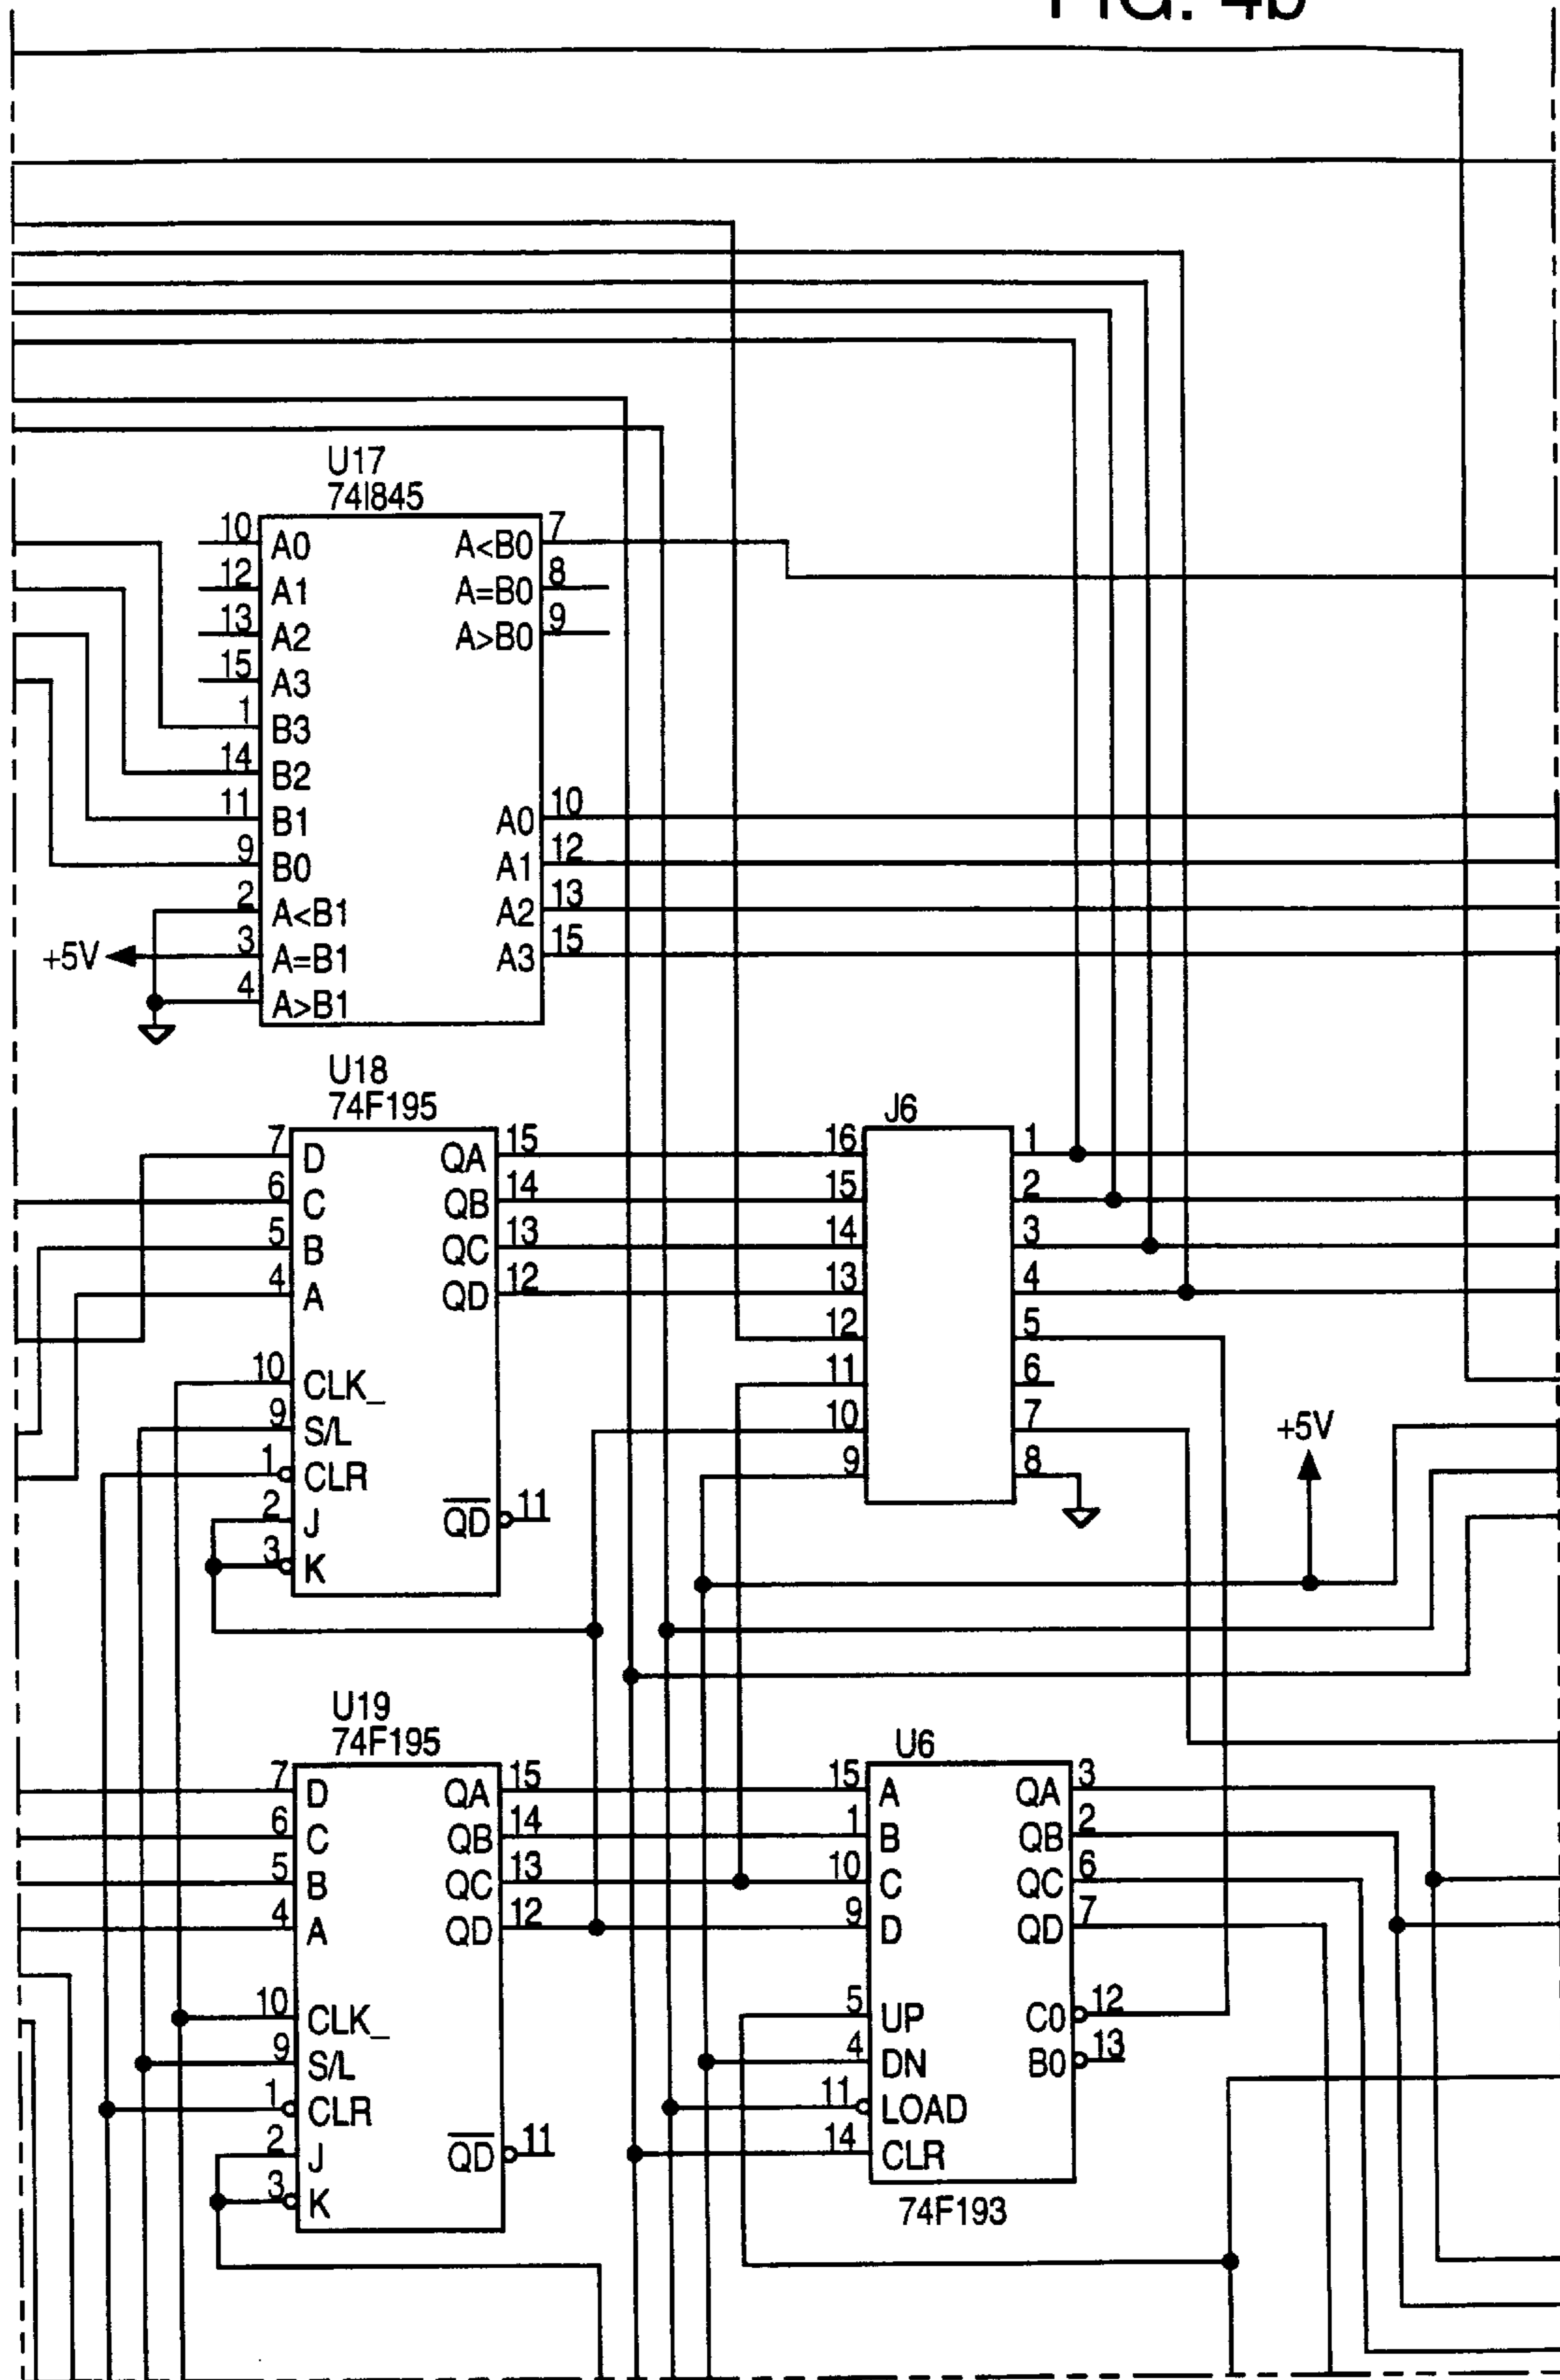 FIG. 4b
U17
74I845
10 A0 A<B0 7
12 A1 A=B0 8
13 A2 A>B0 9
15 A3
1 B3
14 B2
11 B1 A0 10
9 B0 A1 12
2 A<B1 A2 13
+5V 3 A=B1 A3 15
4 A>B1
U18
74F195
J6
7 D QA 15 16 1
6 C QB 14 15 2
5 B QC 13 14 3
4 A QD 12 13 4
12 5
10 CLK_ 11 6
9 S/L 10 7 +5V
1 CLR 9 8
2 J QD 11
3 K
U19
74F195
U6
7 D QA 15 15 A QA 3
6 C QB 14 1 B QB 2
5 B QC 13 10 C QC 6
4 A QD 12 9 D QD 7
10 CLK_ 5 UP C0 12
9 S/L 4 DN B0 13
1 CLR 11 LOAD
2 J QD 11 14 CLR
3 K
74F193